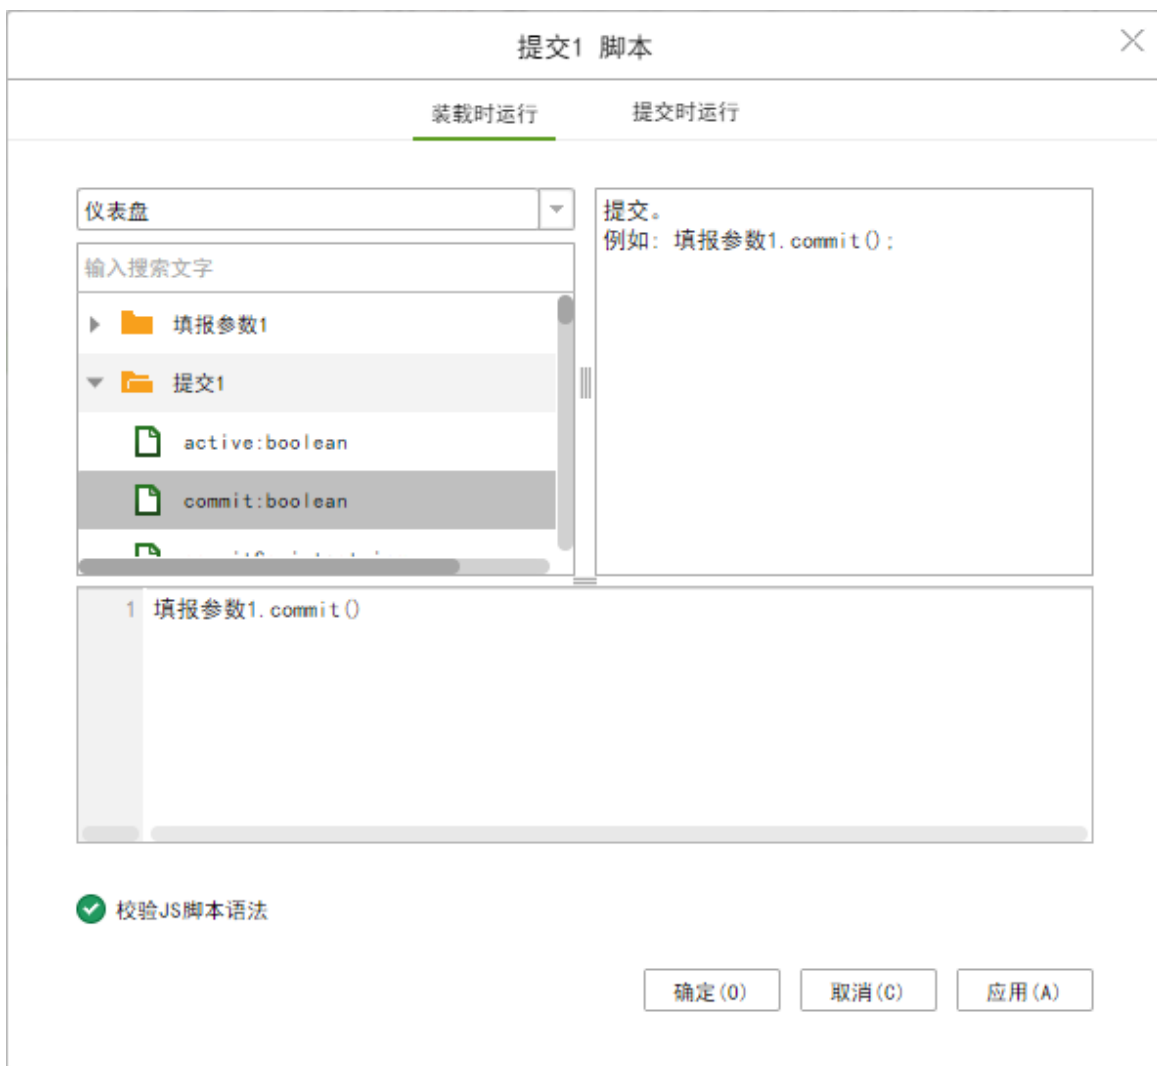 提交1 脚本
装载时运行 提交时运行
仪表盘
输入搜索文字
填报参数1
提交1
active:boolean
commit:boolean
提交。
例如: 填报参数1.commit();
1 填报参数1.commit()
校验JS脚本语法
确定(O) 取消(C) 应用(A)